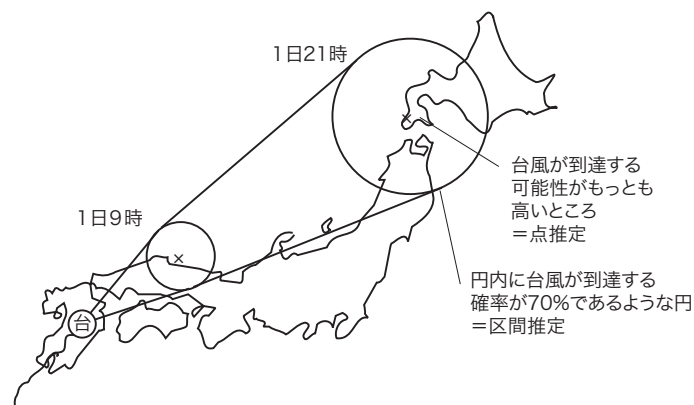 1日21時
台風が到達する
可能性がもっとも
高いところ
＝点推定
1日9時
円内に台風が到達する
確率が70%であるような円
＝区間推定
台